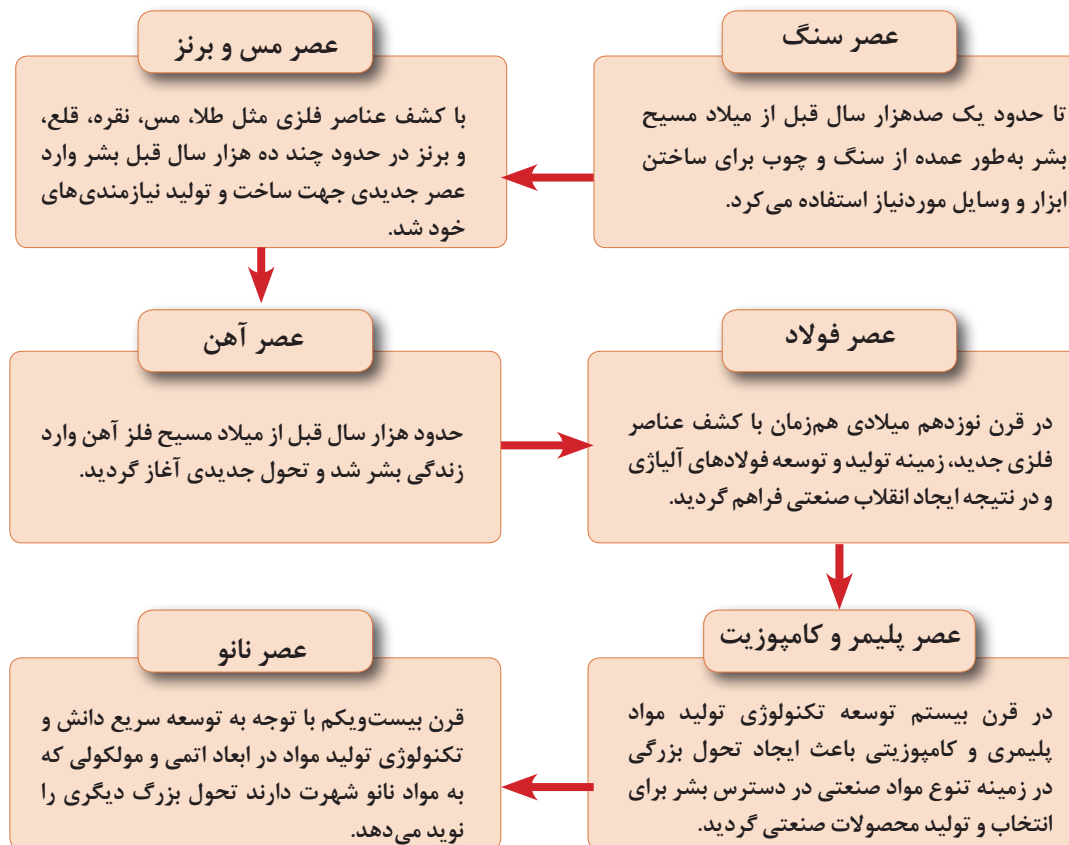 عصر سنگ
تا حدود یک صدهزار سال قبل از میلاد مسیح
بشر به‌طور عمده از سنگ و چوب برای ساختن
ابزار و وسایل موردنیاز استفاده می‌کرد.
عصر مس و برنز
با کشف عناصر فلزی مثل طلا، مس، نقره، قلع،
و برنز در حدود چند ده هزار سال قبل بشر وارد
عصر جدیدی جهت ساخت و تولید نیازمندی‌های
خود شد.
عصر آهن
حدود هزار سال قبل از میلاد مسیح فلز آهن وارد
زندگی بشر شد و تحول جدیدی آغاز گردید.
عصر فولاد
در قرن نوزدهم میلادی هم‌زمان با کشف عناصر
فلزی جدید، زمینه تولید و توسعه فولادهای آلیاژی
و در نتیجه ایجاد انقلاب صنعتی فراهم گردید.
عصر پلیمر و کامپوزیت
در قرن بیستم توسعه تکنولوژی تولید مواد
پلیمری و کامپوزیتی باعث ایجاد تحول بزرگی
در زمینه تنوع مواد صنعتی در دسترس بشر برای
انتخاب و تولید محصولات صنعتی گردید.
عصر نانو
قرن بیست‌ویکم با توجه به توسعه سریع دانش و
تکنولوژی تولید مواد در ابعاد اتمی و مولکولی که
به مواد نانو شهرت دارند تحول بزرگ دیگری را
نوید می‌دهد.